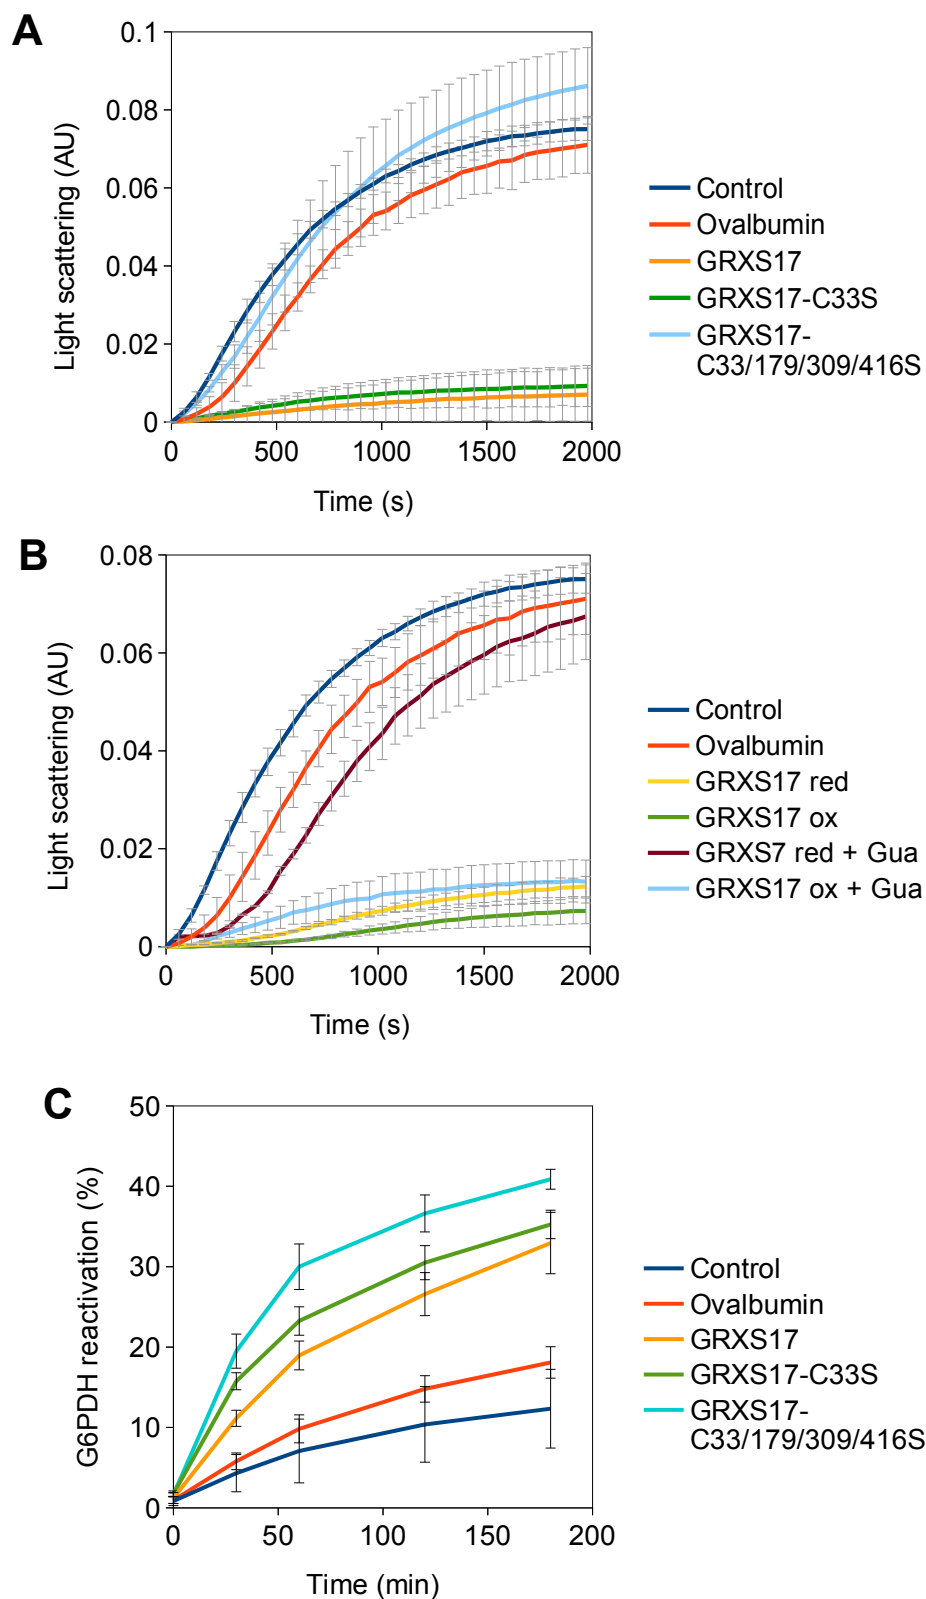 A
Light scattering (AU)
0.1
0.08
0.06
0.04
0.02
0
0 500 1000 1500 2000
Time (s)
Control
Ovalbumin
GRXS17
GRXS17-C33S
GRXS17-
C33/179/309/416S
B
Light scattering (AU)
0.08
0.06
0.04
0.02
0
0 500 1000 1500 2000
Time (s)
Control
Ovalbumin
GRXS17 red
GRXS17 ox
GRXS7 red + Gua
GRXS17 ox + Gua
C
G6PDH reactivation (%)
50
40
30
20
10
0
0 50 100 150 200
Time (min)
Control
Ovalbumin
GRXS17
GRXS17-C33S
GRXS17-
C33/179/309/416S